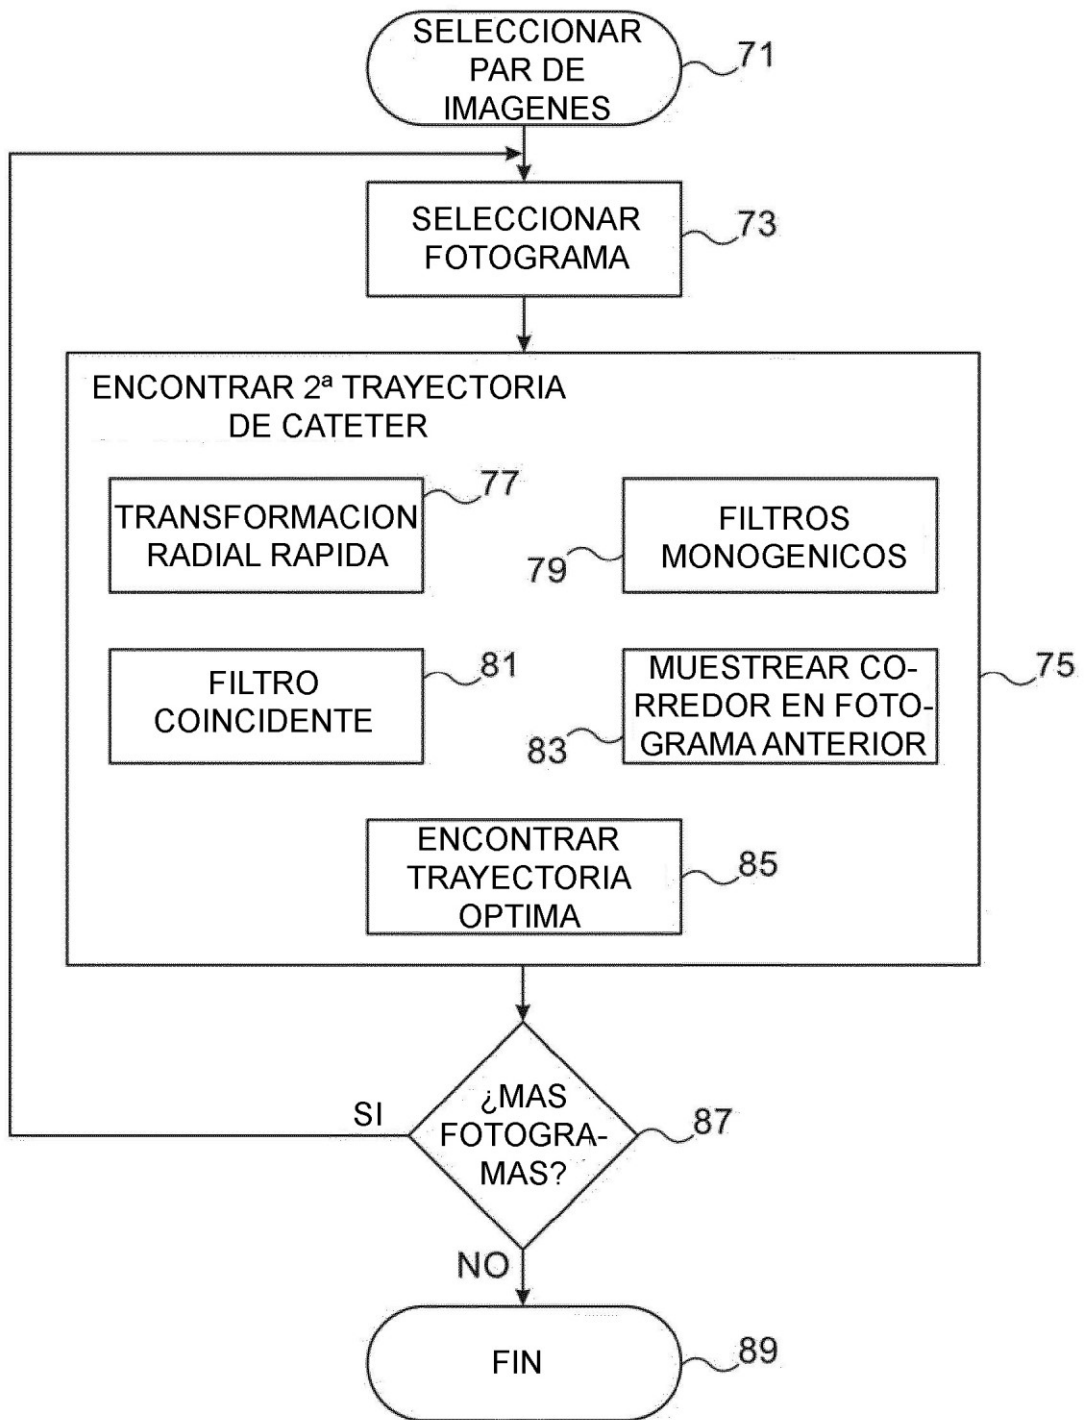 SELECCIONAR
PAR DE
IMAGENES
71
SELECCIONAR
FOTOGRAMA
73
ENCONTRAR 2ª TRAYECTORIA
DE CATETER
TRANSFORMACION
RADIAL RAPIDA
77
FILTROS
MONOGENICOS
79
FILTRO
COINCIDENTE
81
MUESTREAR CO-
RREDOR EN FOTO-
GRAMA ANTERIOR
83
75
ENCONTRAR
TRAYECTORIA
OPTIMA
85
¿MAS
FOTOGRA-
MAS?
87
SI
NO
FIN
89